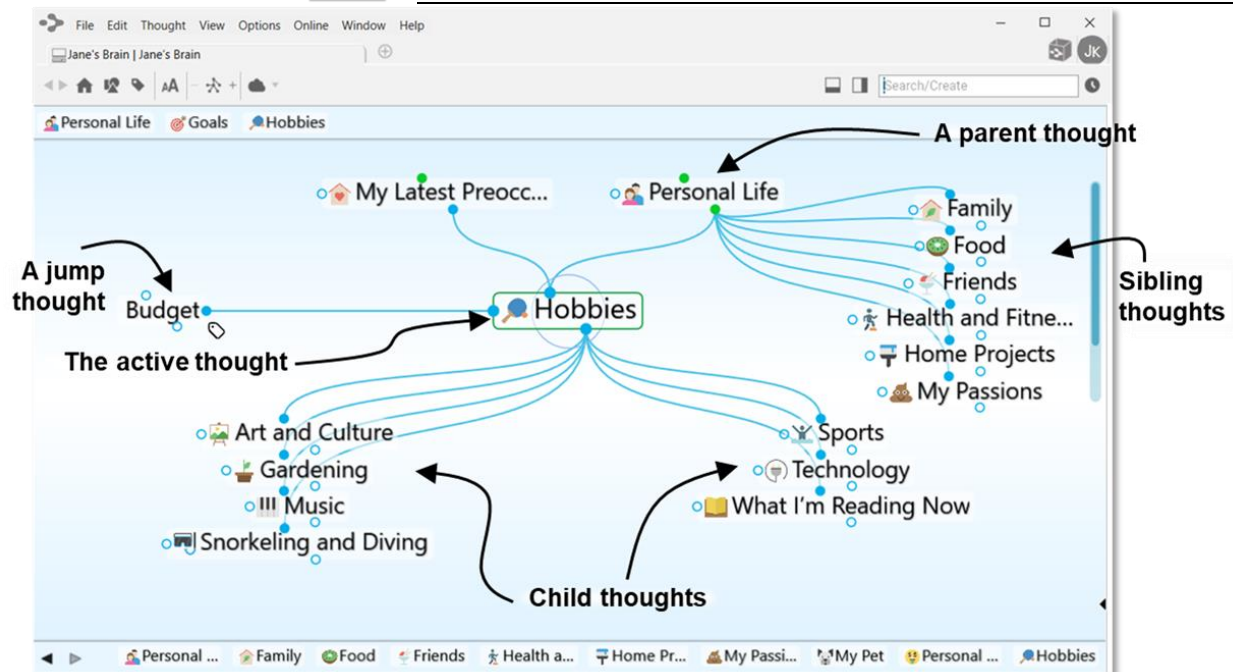 File Edit Thought View Options Online Window Help
Jane's Brain | Jane's Brain
JK
AA
Search/Create
Personal Life Goals Hobbies
A parent thought
My Latest Preocc...
Personal Life
Family
Food
Friends
Health and Fitne...
Home Projects
My Passions
Sibling
thoughts
A jump
thought
Budget
Hobbies
The active thought
Art and Culture
Gardening
Music
Snorkeling and Diving
Sports
Technology
What I'm Reading Now
Child thoughts
Personal ... Family Food Friends Health a... Home Pr... My Passi... My Pet Personal ... Hobbies